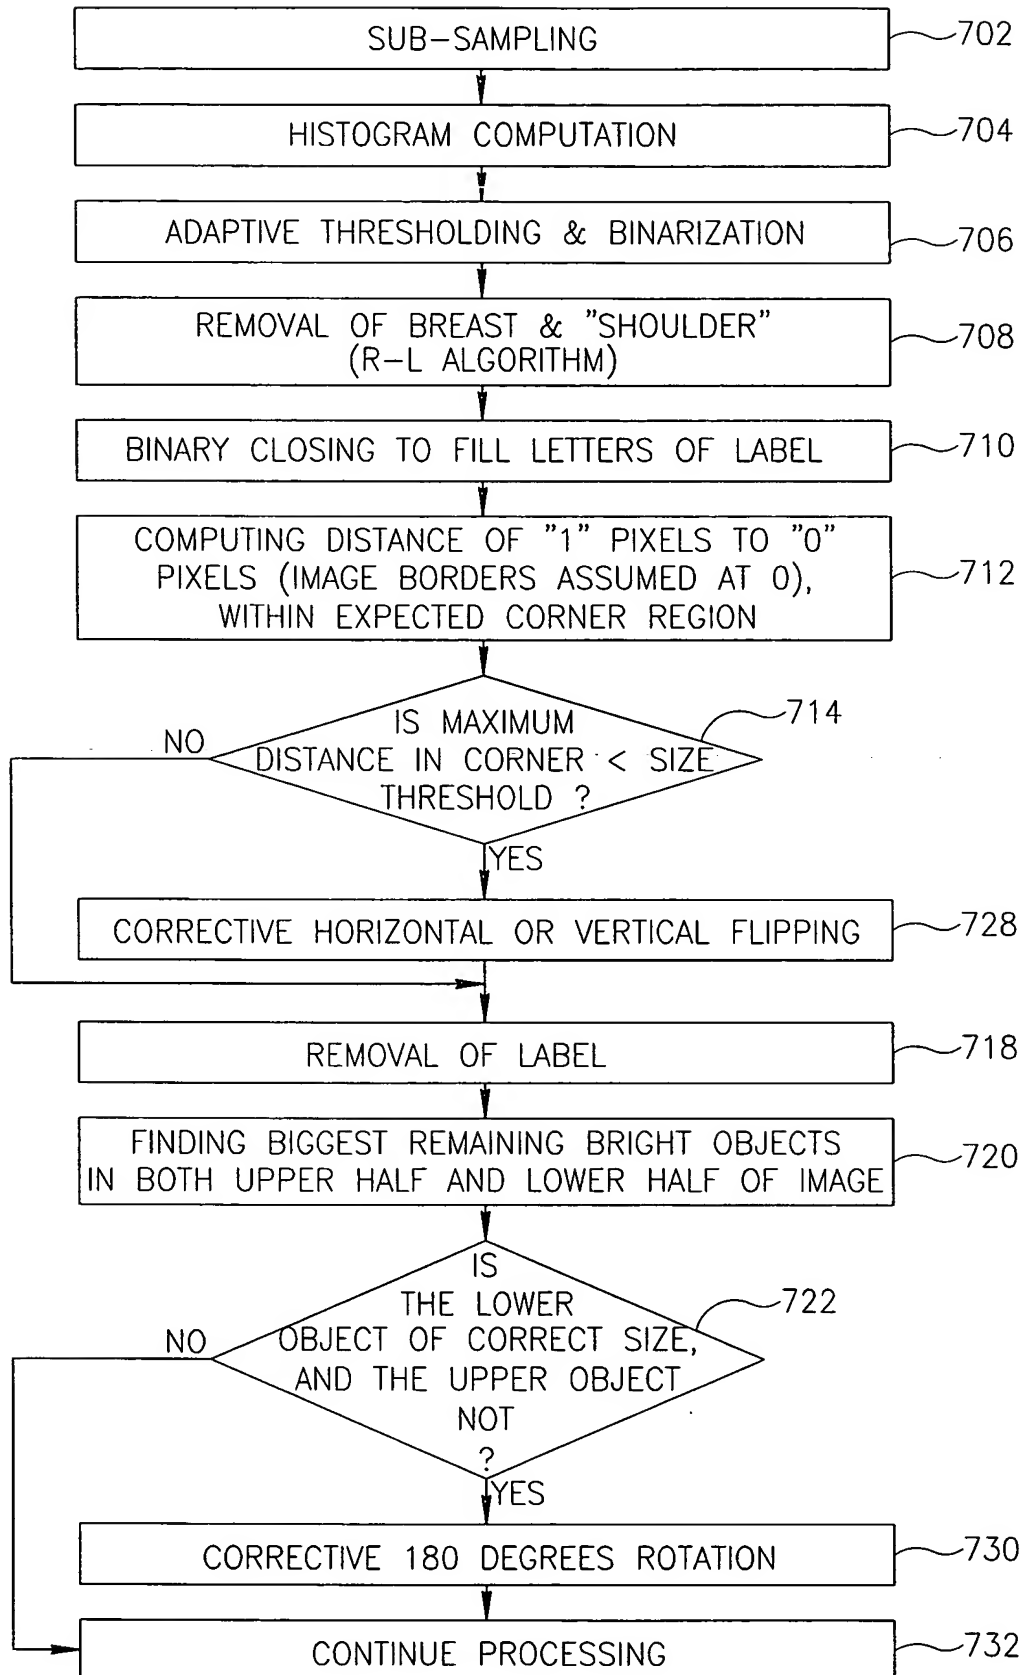 SUB-SAMPLING
702
HISTOGRAM COMPUTATION
704
ADAPTIVE THRESHOLDING & BINARIZATION
706
REMOVAL OF BREAST & "SHOULDER"
(R-L ALGORITHM)
708
BINARY CLOSING TO FILL LETTERS OF LABEL
710
COMPUTING DISTANCE OF "1" PIXELS TO "0"
PIXELS (IMAGE BORDERS ASSUMED AT 0),
WITHIN EXPECTED CORNER REGION
712
IS MAXIMUM
DISTANCE IN CORNER < SIZE
THRESHOLD ?
714
NO
YES
CORRECTIVE HORIZONTAL OR VERTICAL FLIPPING
728
REMOVAL OF LABEL
718
FINDING BIGGEST REMAINING BRIGHT OBJECTS
IN BOTH UPPER HALF AND LOWER HALF OF IMAGE
720
IS
THE LOWER
OBJECT OF CORRECT SIZE,
AND THE UPPER OBJECT
NOT
?
722
NO
YES
CORRECTIVE 180 DEGREES ROTATION
730
CONTINUE PROCESSING
732